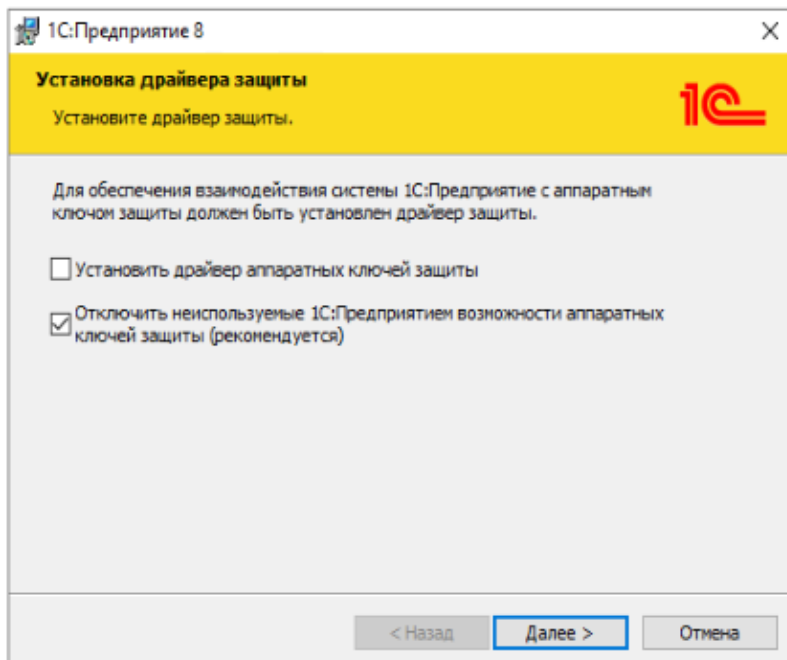 1С:Предприятие 8
Установка драйвера защиты
Установите драйвер защиты.
1С
Для обеспечения взаимодействия системы 1С:Предприятие с аппаратным
ключом защиты должен быть установлен драйвер защиты.
Установить драйвер аппаратных ключей защиты
Отключить неиспользуемые 1С:Предприятием возможности аппаратных
ключей защиты (рекомендуется)
< Назад
Далее >
Отмена